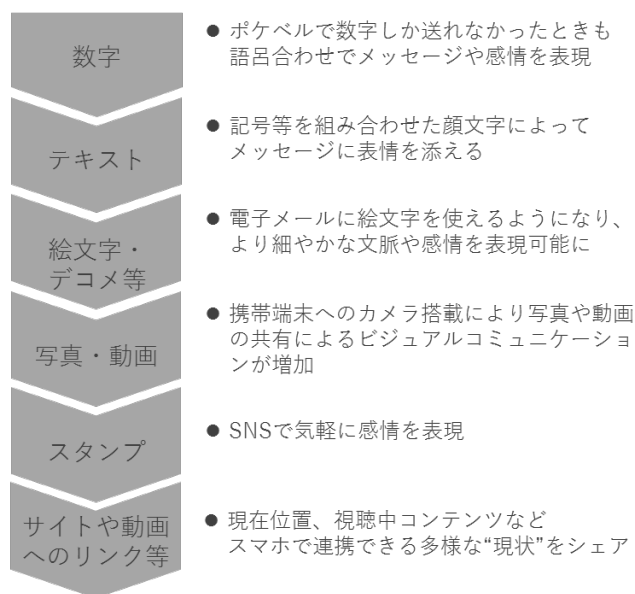 数字
● ポケベルで数字しか送れなかったときも
語呂合わせでメッセージや感情を表現
テキスト
● 記号等を組み合わせた顔文字によって
メッセージに表情を添える
絵文字・
デコメ等
● 電子メールに絵文字を使えるようになり、
より細やかな文脈や感情を表現可能に
写真・動画
● 携帯端末へのカメラ搭載により写真や動画
の共有によるビジュアルコミュニケーショ
ンが増加
スタンプ
● SNSで気軽に感情を表現
サイトや動画
へのリンク等
● 現在位置、視聴中コンテンツなど
スマホで連携できる多様な“現状”をシェア